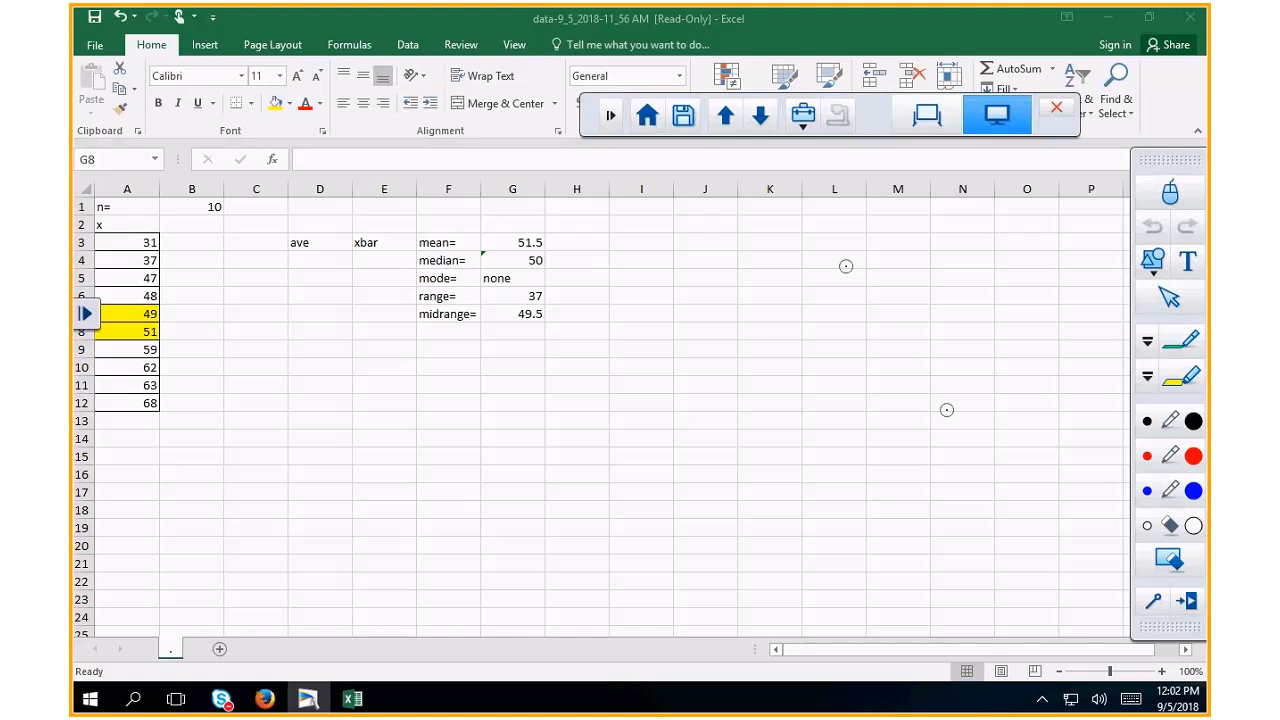 data-9_5_2018-11_56 AM [Read-Only] - Excel
File Home Insert Page Layout Formulas Data Review View Tell me what you want to do... Sign in Share
Paste
Calibri 11
B I U A
Wrap Text
Merge & Center
General
AutoSum
Fill
& Find &
Select
Clipboard Font Alignment
G8 fx
A B C D E F G H I J K L M N O P
1 n= 10
2 x
3 31 ave xbar mean= 51.5
4 37 median= 50
5 47 mode= none
6 48 range= 37
49 midrange= 49.5
8 51
9 59
10 62
11 63
12 68
13
14
15
16
17
18
19
20
21
22
23
24
25
T
.
Ready 100%
12:02 PM
9/5/2018